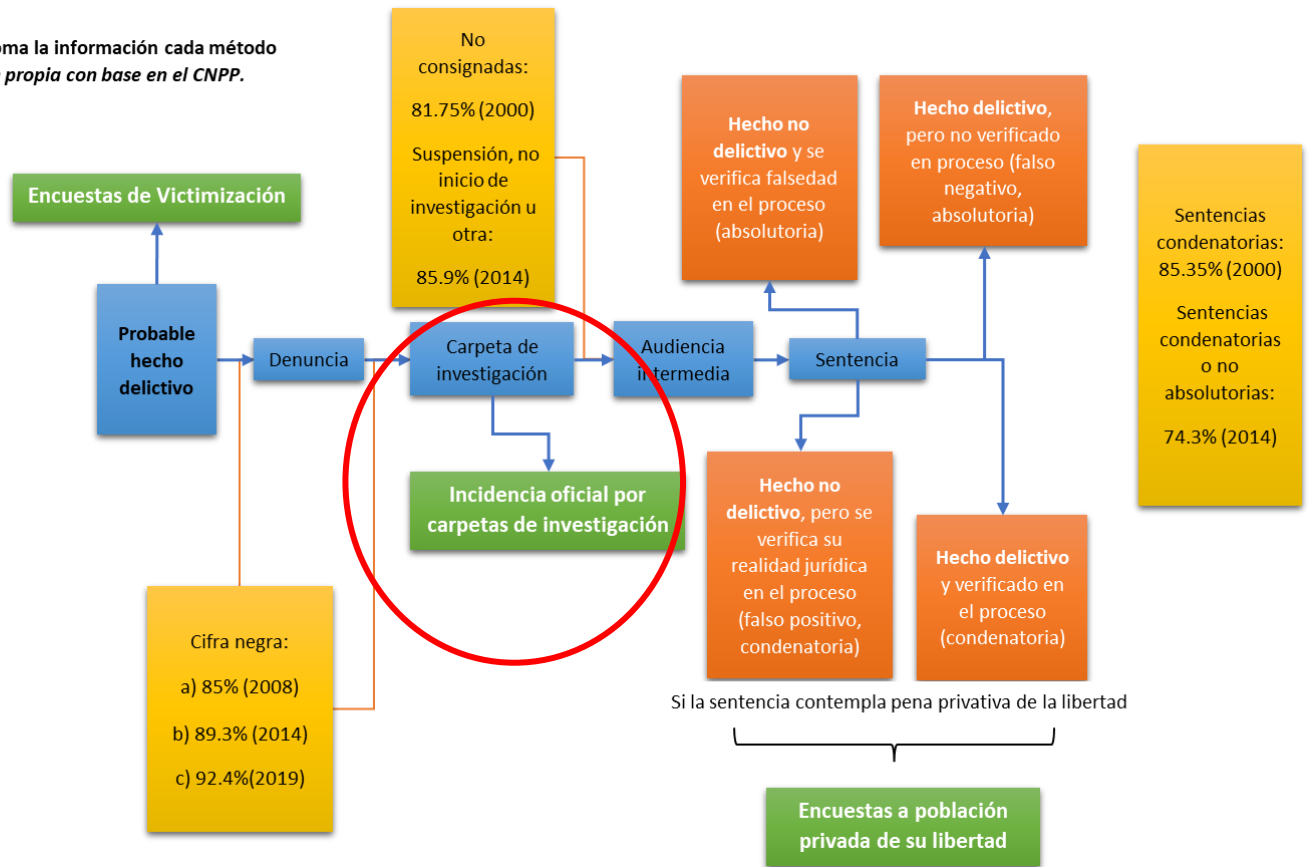 oma la información cada método
propia con base en el CNPP.
No
consignadas:
81.75% (2000)
Suspensión, no
inicio de
investigación u
otra:
85.9% (2014)
Hecho no
delictivo y se
verifica falsedad
en el proceso
(absolutoria)
Hecho delictivo,
pero no verificado
en proceso (falso
negativo,
absolutoria)
Sentencias
condenatorias:
85.35% (2000)
Sentencias
condenatorias
o no
absolutorias:
74.3% (2014)
Encuestas de Victimización
Probable
hecho
delictivo
Denuncia
Carpeta de
investigación
Audiencia
intermedia
Sentencia
Incidencia oficial por
carpetas de investigación
Hecho no
delictivo, pero se
verifica su
realidad jurídica
en el proceso
(falso positivo,
condenatoria)
Hecho delictivo
y verificado en
el proceso
(condenatoria)
Cifra negra:
a) 85% (2008)
b) 89.3% (2014)
c) 92.4%(2019)
Si la sentencia contempla pena privativa de la libertad
Encuestas a población
privada de su libertad